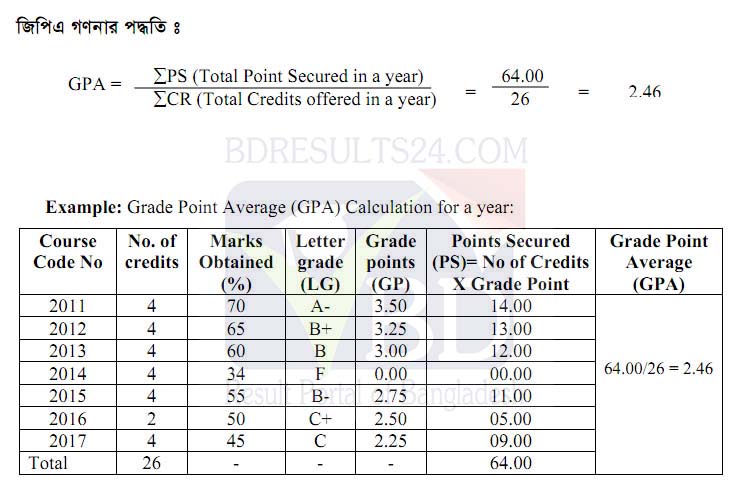 জিপিএ গণনার পদ্ধতি ঃ
GPA = ∑PS (Total Point Secured in a year) = 64.00 = 2.46
∑CR (Total Credits offered in a year) 26
BDRESULTS24.COM
Example: Grade Point Average (GPA) Calculation for a year:
Course Code No | No. of credits | Marks Obtained (%) | Letter grade (LG) | Grade points (GP) | Points Secured (PS)= No of Credits X Grade Point | Grade Point Average (GPA)
2011 4 70 A- 3.50 14.00
2012 4 65 B+ 3.25 13.00
2013 4 60 B 3.00 12.00
2014 4 34 F 0.00 00.00 64.00/26 = 2.46
2015 4 55 B- 2.75 11.00
2016 2 50 C+ 2.50 05.00
2017 4 45 C 2.25 09.00
Total 26 - - - 64.00
BD
Result Portal of Bangladesh